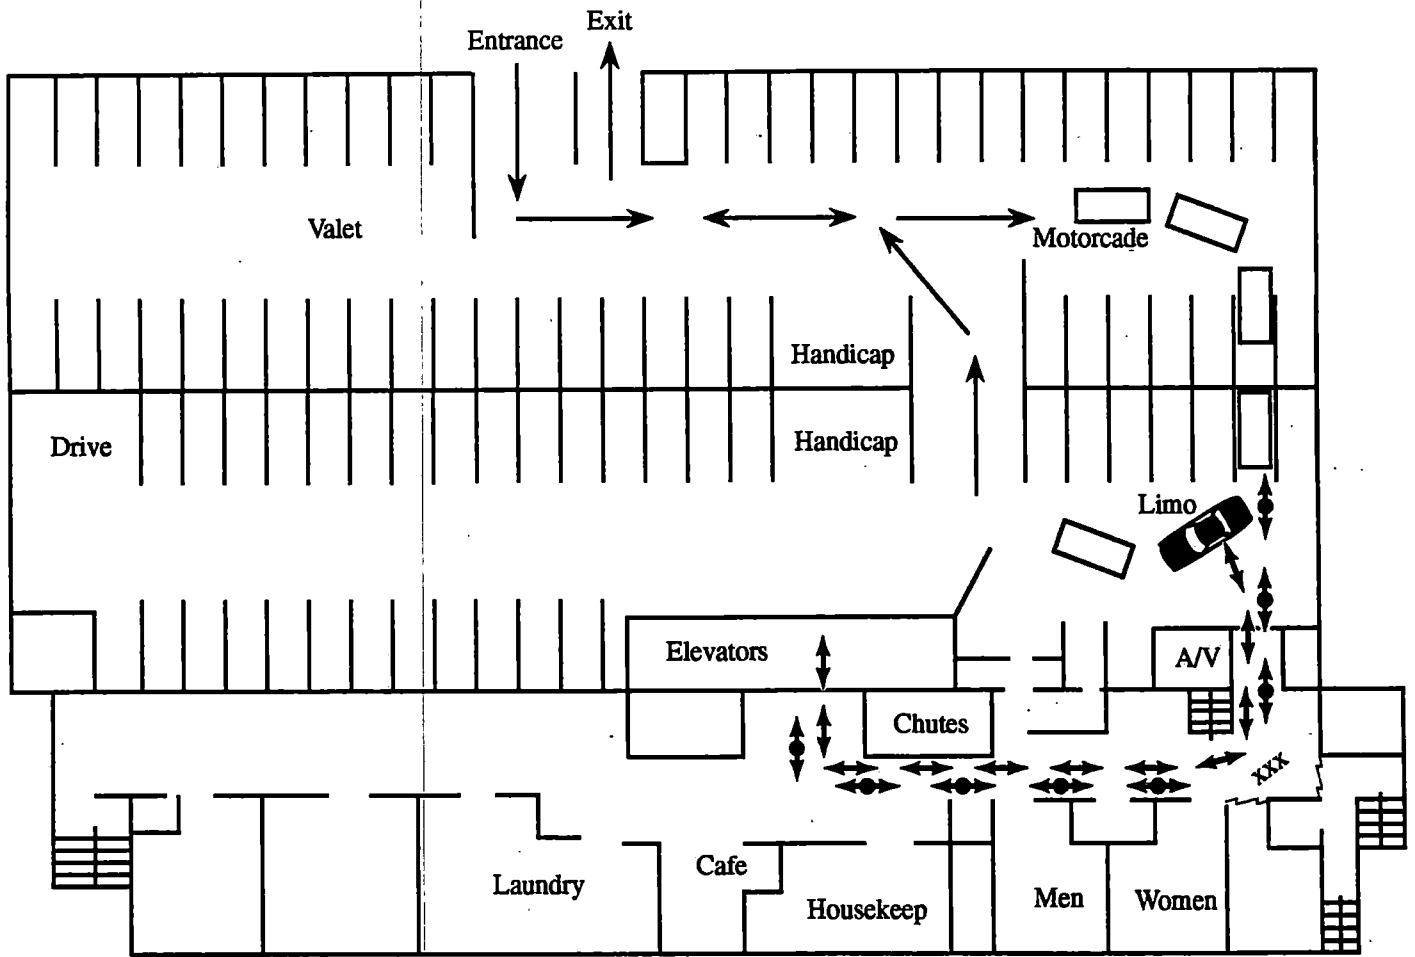 Exit
Entrance
Valet
Motorcade
Handicap
Drive
Handicap
Limo
Elevators
A/V
Chutes
XXX
Cafe
Laundry
Housekeep
Men
Women